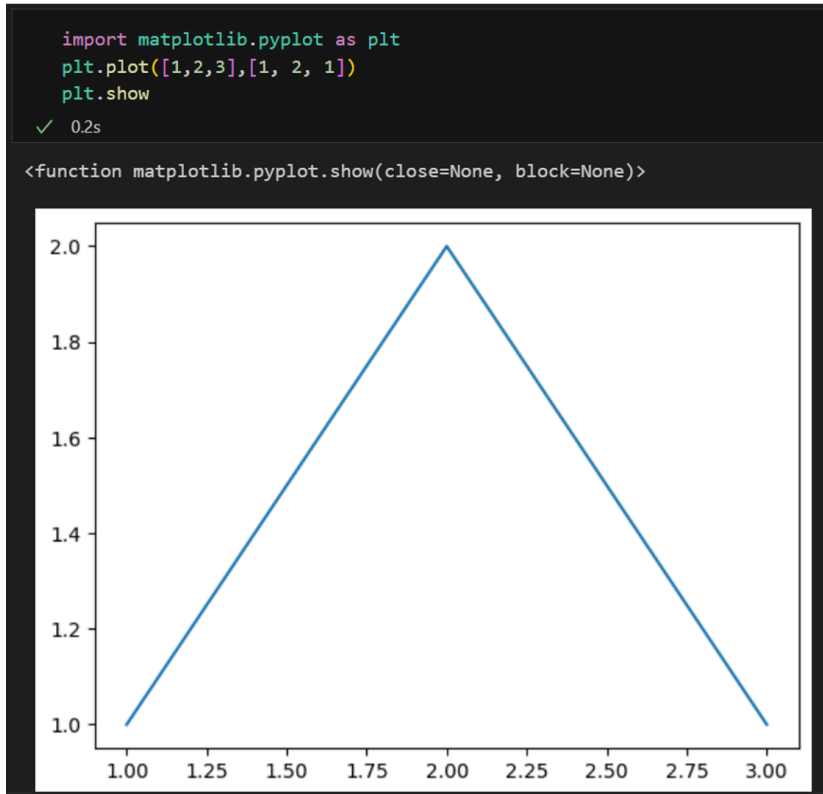 import matplotlib.pyplot as plt
plt.plot([1,2,3],[1, 2, 1])
plt.show
✓ 0.2s
<function matplotlib.pyplot.show(close=None, block=None)>
2.0
1.8
1.6
1.4
1.2
1.0
1.00 1.25 1.50 1.75 2.00 2.25 2.50 2.75 3.00